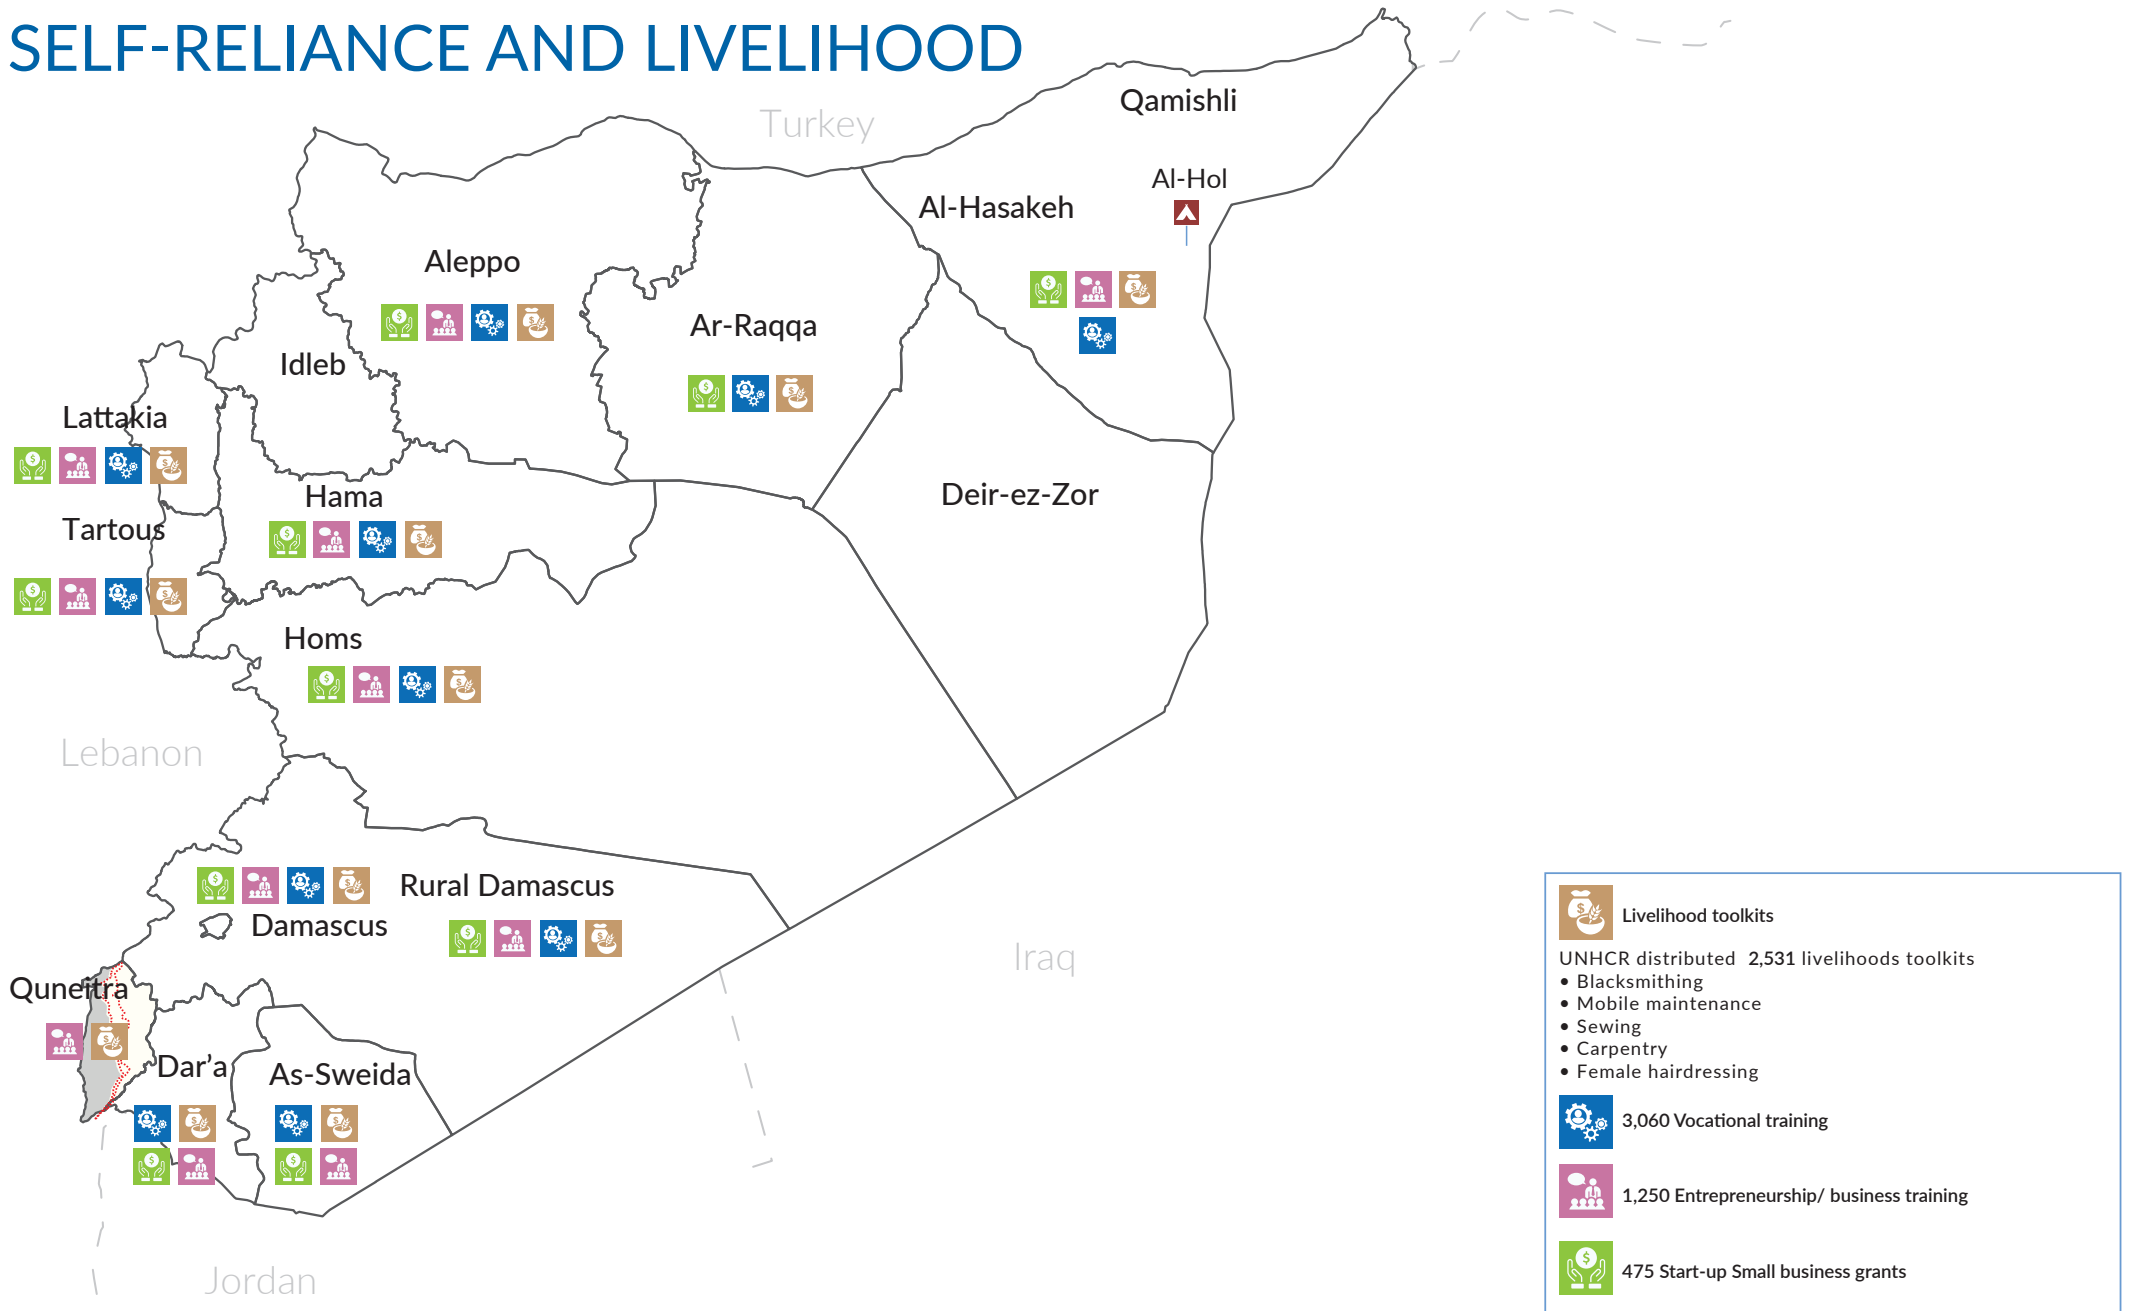 SELF-RELIANCE AND LIVELIHOOD
Turkey
Qamishli
Al-Hol
Al-Hasakeh
Aleppo
Ar-Raqqa
Idleb
Lattakia
Hama
Deir-ez-Zor
Tartous
Homs
Lebanon
Rural Damascus
Damascus
Iraq
Quneitra
Dar’a
As-Sweida
Jordan
Livelihood toolkits
UNHCR distributed 2,531 livelihoods toolkits
• Blacksmithing
• Mobile maintenance
• Sewing
• Carpentry
• Female hairdressing
3,060 Vocational training
1,250 Entrepreneurship/ business training
475 Start-up Small business grants